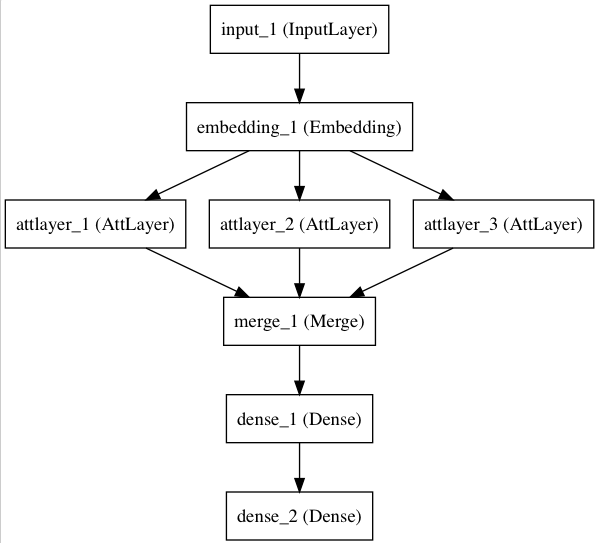 input_1 (InputLayer)
embedding_1 (Embedding)
attlayer_1 (AttLayer)
attlayer_2 (AttLayer)
attlayer_3 (AttLayer)
merge_1 (Merge)
dense_1 (Dense)
dense_2 (Dense)